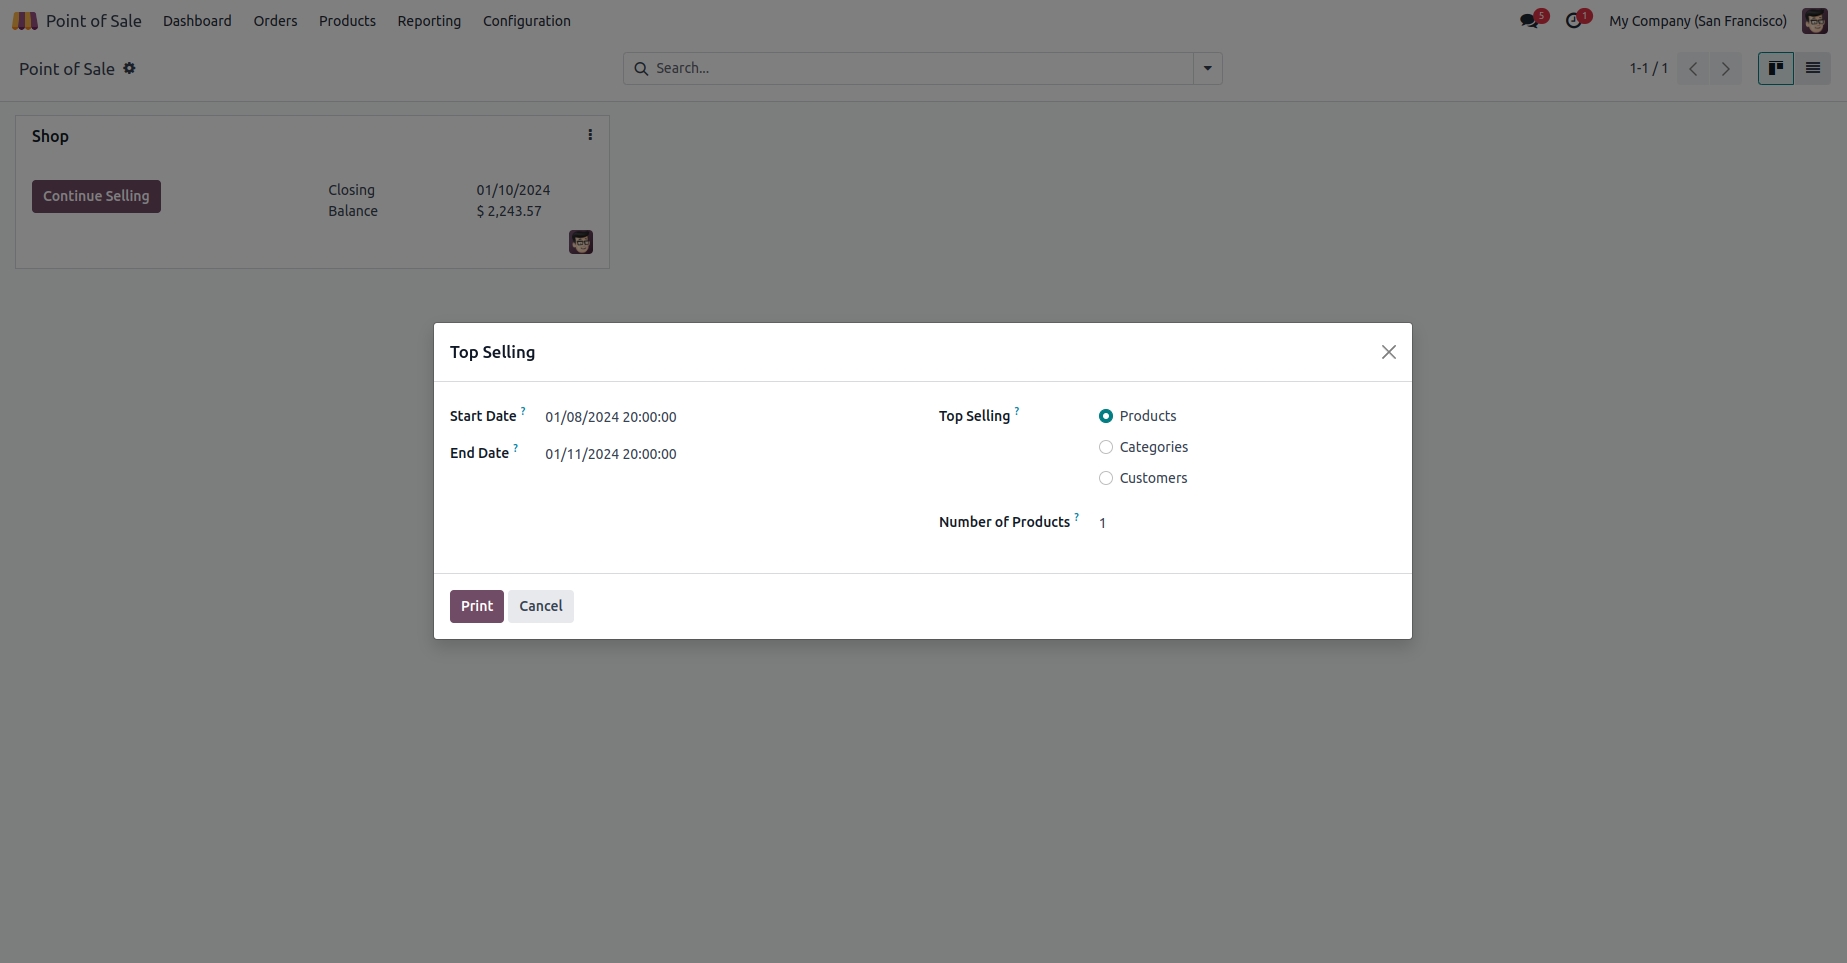 Point of Sale Dashboard Orders Products Reporting Configuration 5 1 My Company (San Francisco)
Point of Sale Search... 1-1 / 1
Shop
Continue Selling Closing 01/10/2024
Balance $ 2,243.57
Top Selling
Start Date ? 01/08/2024 20:00:00 Top Selling ? Products
End Date ? 01/11/2024 20:00:00 Categories
Customers
Number of Products ? 1
Print Cancel